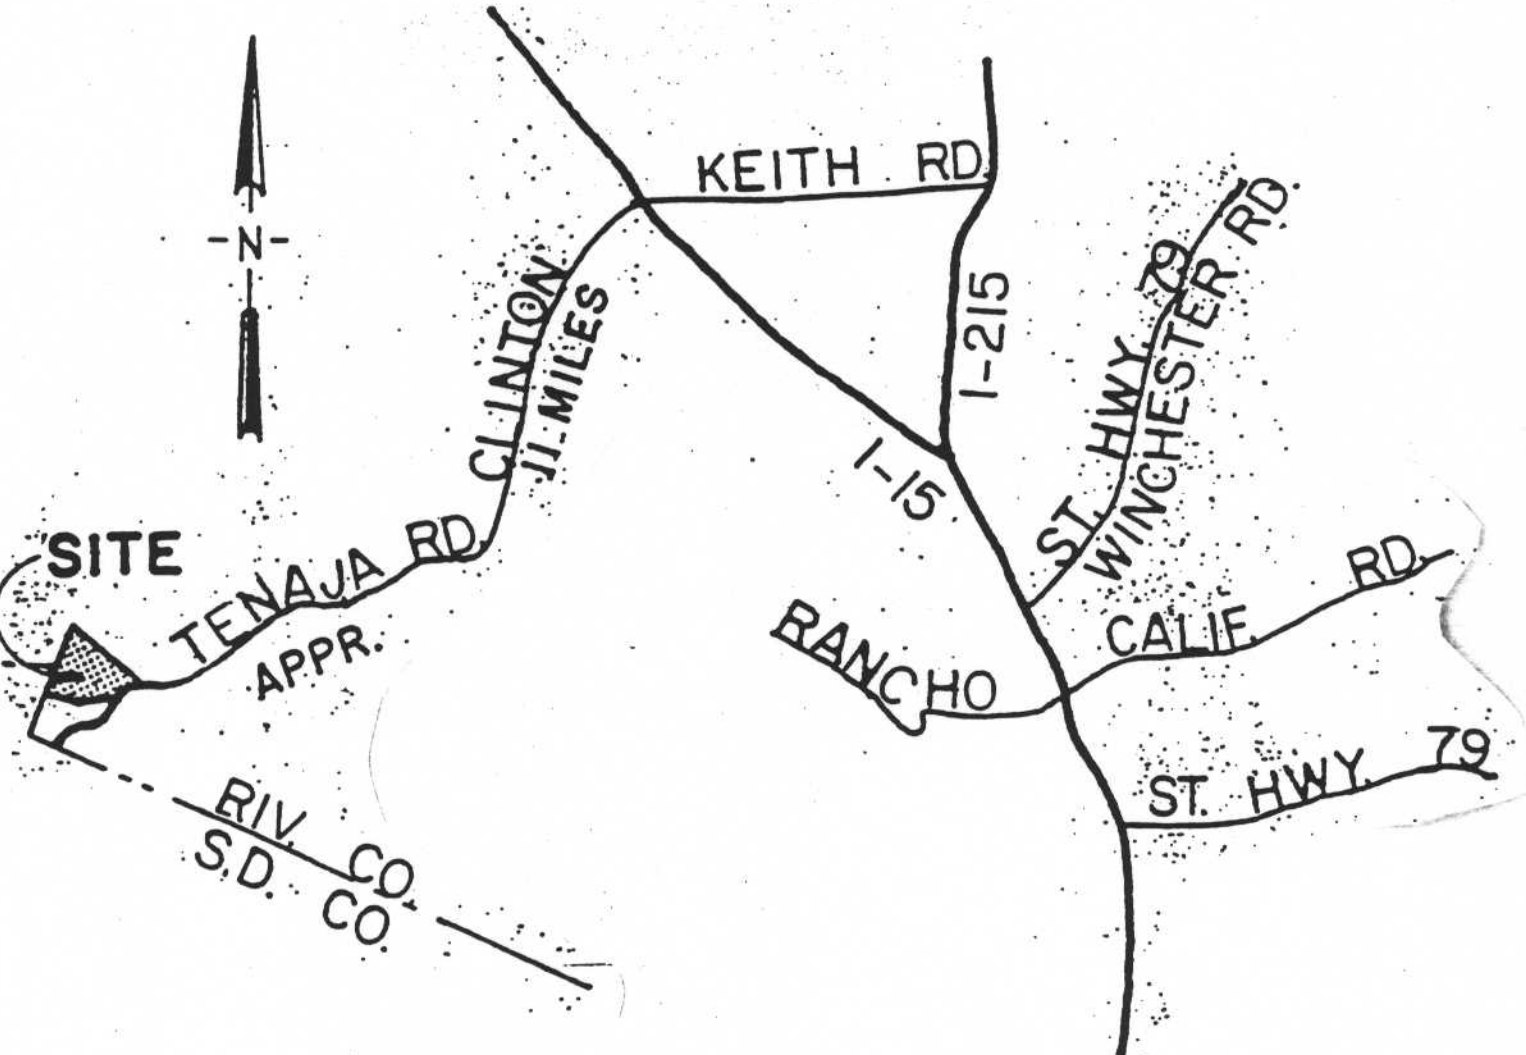 KEITH RD.
-N-
CLINTON
11 MILES
I-215
ST. HWY. 79
WINCHESTER RD.
I-15
SITE
TENAJA RD.
APPR.
RANCHO CALIF. RD.
ST. HWY. 79
RIV. CO.
S.D. CO.